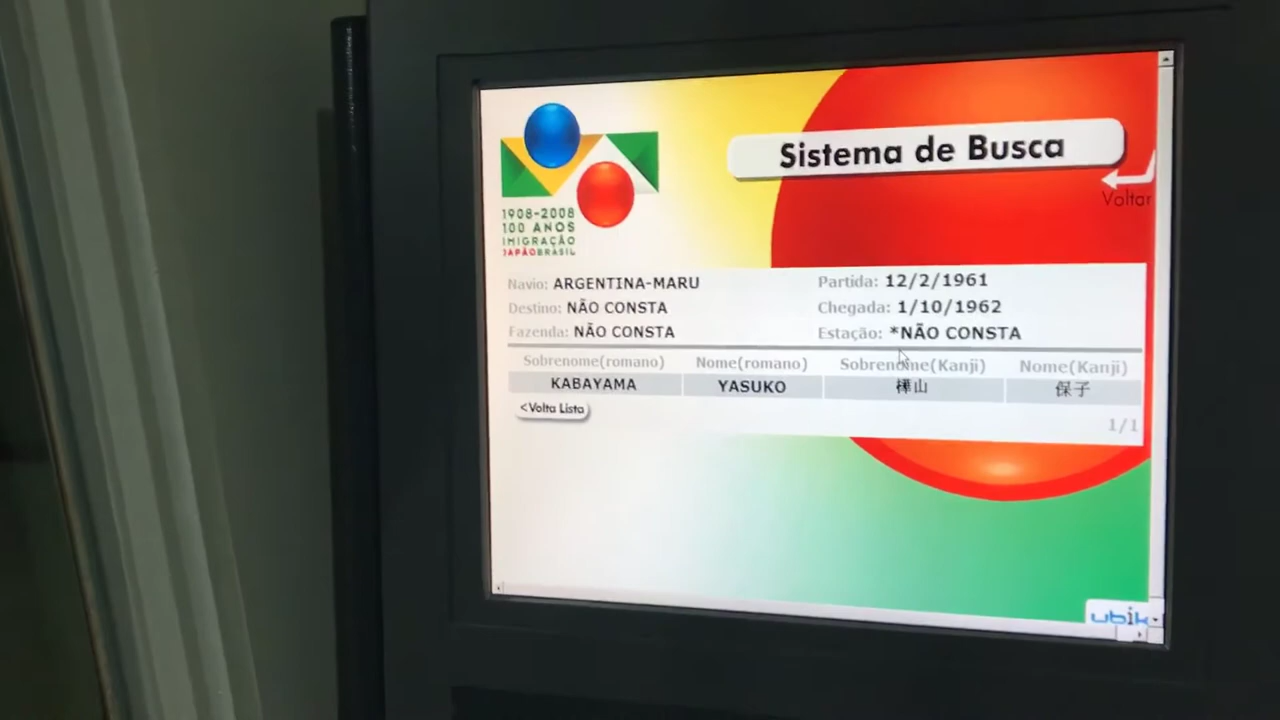 Sistema de Busca
Voltar
1908-2008
100 ANOS
IMIGRAÇÃO
JAPÃOBRASIL
Navio: ARGENTINA-MARU Partida: 12/2/1961
Destino: NÃO CONSTA Chegada: 1/10/1962
Fazenda: NÃO CONSTA Estação: *NÃO CONSTA
Sobrenome(romano) Nome(romano) Sobrenome(Kanji) Nome(Kanji)
KABAYAMA YASUKO 樺山 保子
<Volta Lista
1/1
ubik